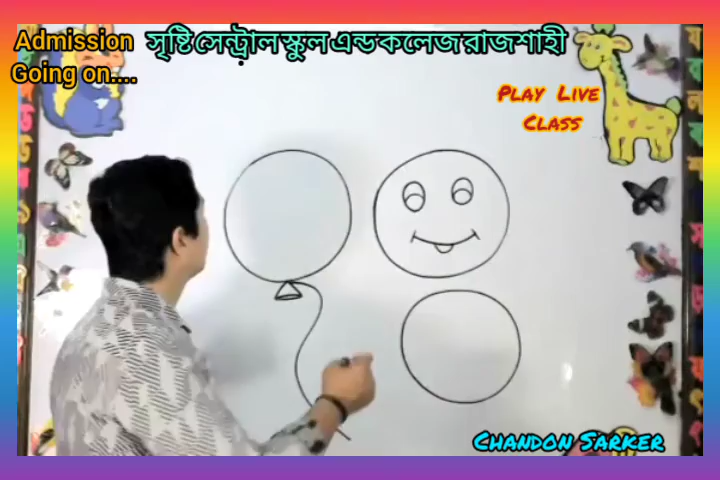 Admission
Going on....
সৃষ্টি সেন্ট্রাল স্কুল এন্ড কলেজ রাজশাহী
Play Live
Class
Chandon Sarker